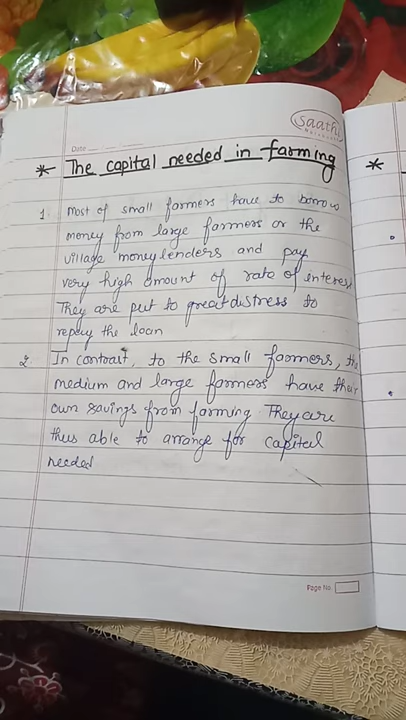 Saathi
Date
* The capital needed in farming
1. Most of small farmers have to borrow
money from large farmers or the
village moneylenders and pay
very high amount of rate of interest
They are put to great distress to
repay the loan
2. In contrast, to the small farmers, the
medium and large farmers have their
own savings from farming They are
thus able to arrange for capital
needed
Page No.
*